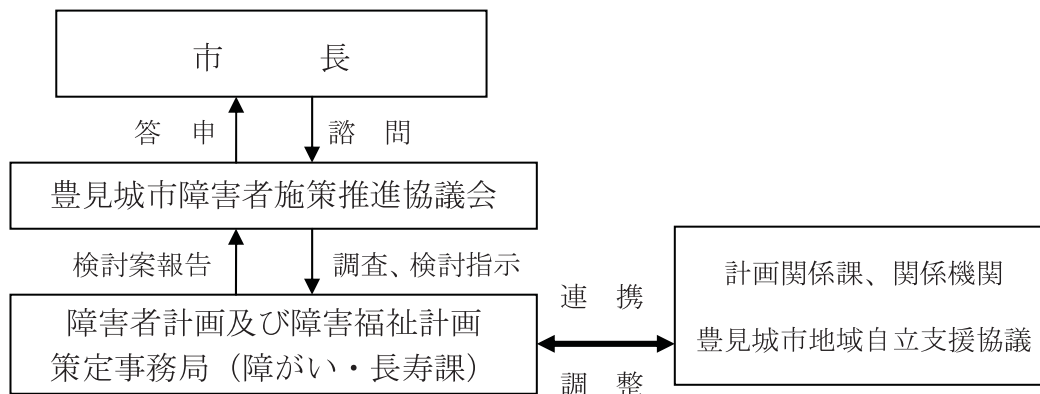 市　　長
答　申
諮　問
豊見城市障害者施策推進協議会
検討案報告
調査、検討指示
障害者計画及び障害福祉計画
策定事務局（障がい・長寿課）
連　携
調　整
計画関係課、関係機関
豊見城市地域自立支援協議